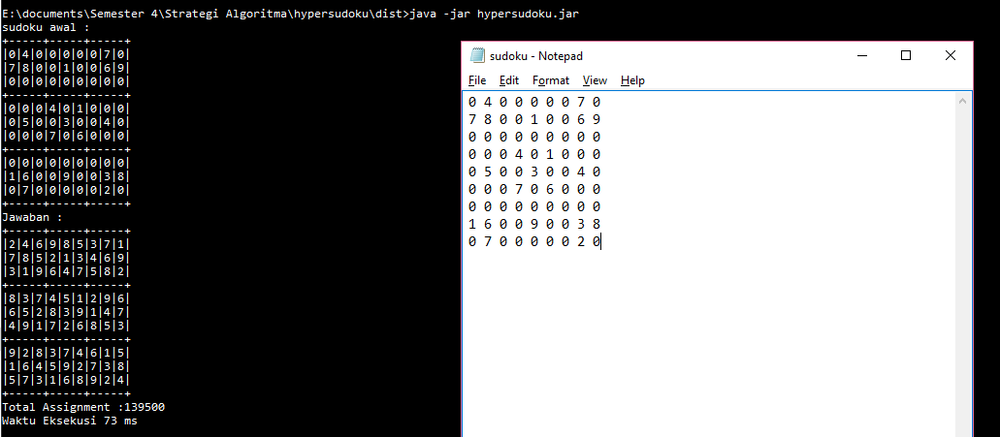 E:\documents\Semester 4\Strategi Algoritma\hypersudoku\dist>java -jar hypersudoku.jar
sudoku awal :
+-----+-----+-----+
|0|4|0|0|0|0|0|7|0|
|7|8|0|0|1|0|0|6|9|
|0|0|0|0|0|0|0|0|0|
+-----+-----+-----+
|0|0|0|4|0|1|0|0|0|
|0|5|0|0|3|0|0|4|0|
|0|0|0|7|0|6|0|0|0|
+-----+-----+-----+
|0|0|0|0|0|0|0|0|0|
|1|6|0|0|9|0|0|3|8|
|0|7|0|0|0|0|0|2|0|
+-----+-----+-----+
Jawaban :
+-----+-----+-----+
|2|4|6|9|8|5|3|7|1|
|7|8|5|2|1|3|4|6|9|
|3|1|9|6|4|7|5|8|2|
+-----+-----+-----+
|8|3|7|4|5|1|2|9|6|
|6|5|2|8|3|9|1|4|7|
|4|9|1|7|2|6|8|5|3|
+-----+-----+-----+
|9|2|8|3|7|4|6|1|5|
|1|6|4|5|9|2|7|3|8|
|5|7|3|1|6|8|9|2|4|
+-----+-----+-----+
Total Assignment :139500
Waktu Eksekusi 73 ms
sudoku - Notepad
File Edit Format View Help
0 4 0 0 0 0 0 7 0
7 8 0 0 1 0 0 6 9
0 0 0 0 0 0 0 0 0
0 0 0 4 0 1 0 0 0
0 5 0 0 3 0 0 4 0
0 0 0 7 0 6 0 0 0
0 0 0 0 0 0 0 0 0
1 6 0 0 9 0 0 3 8
0 7 0 0 0 0 0 2 0